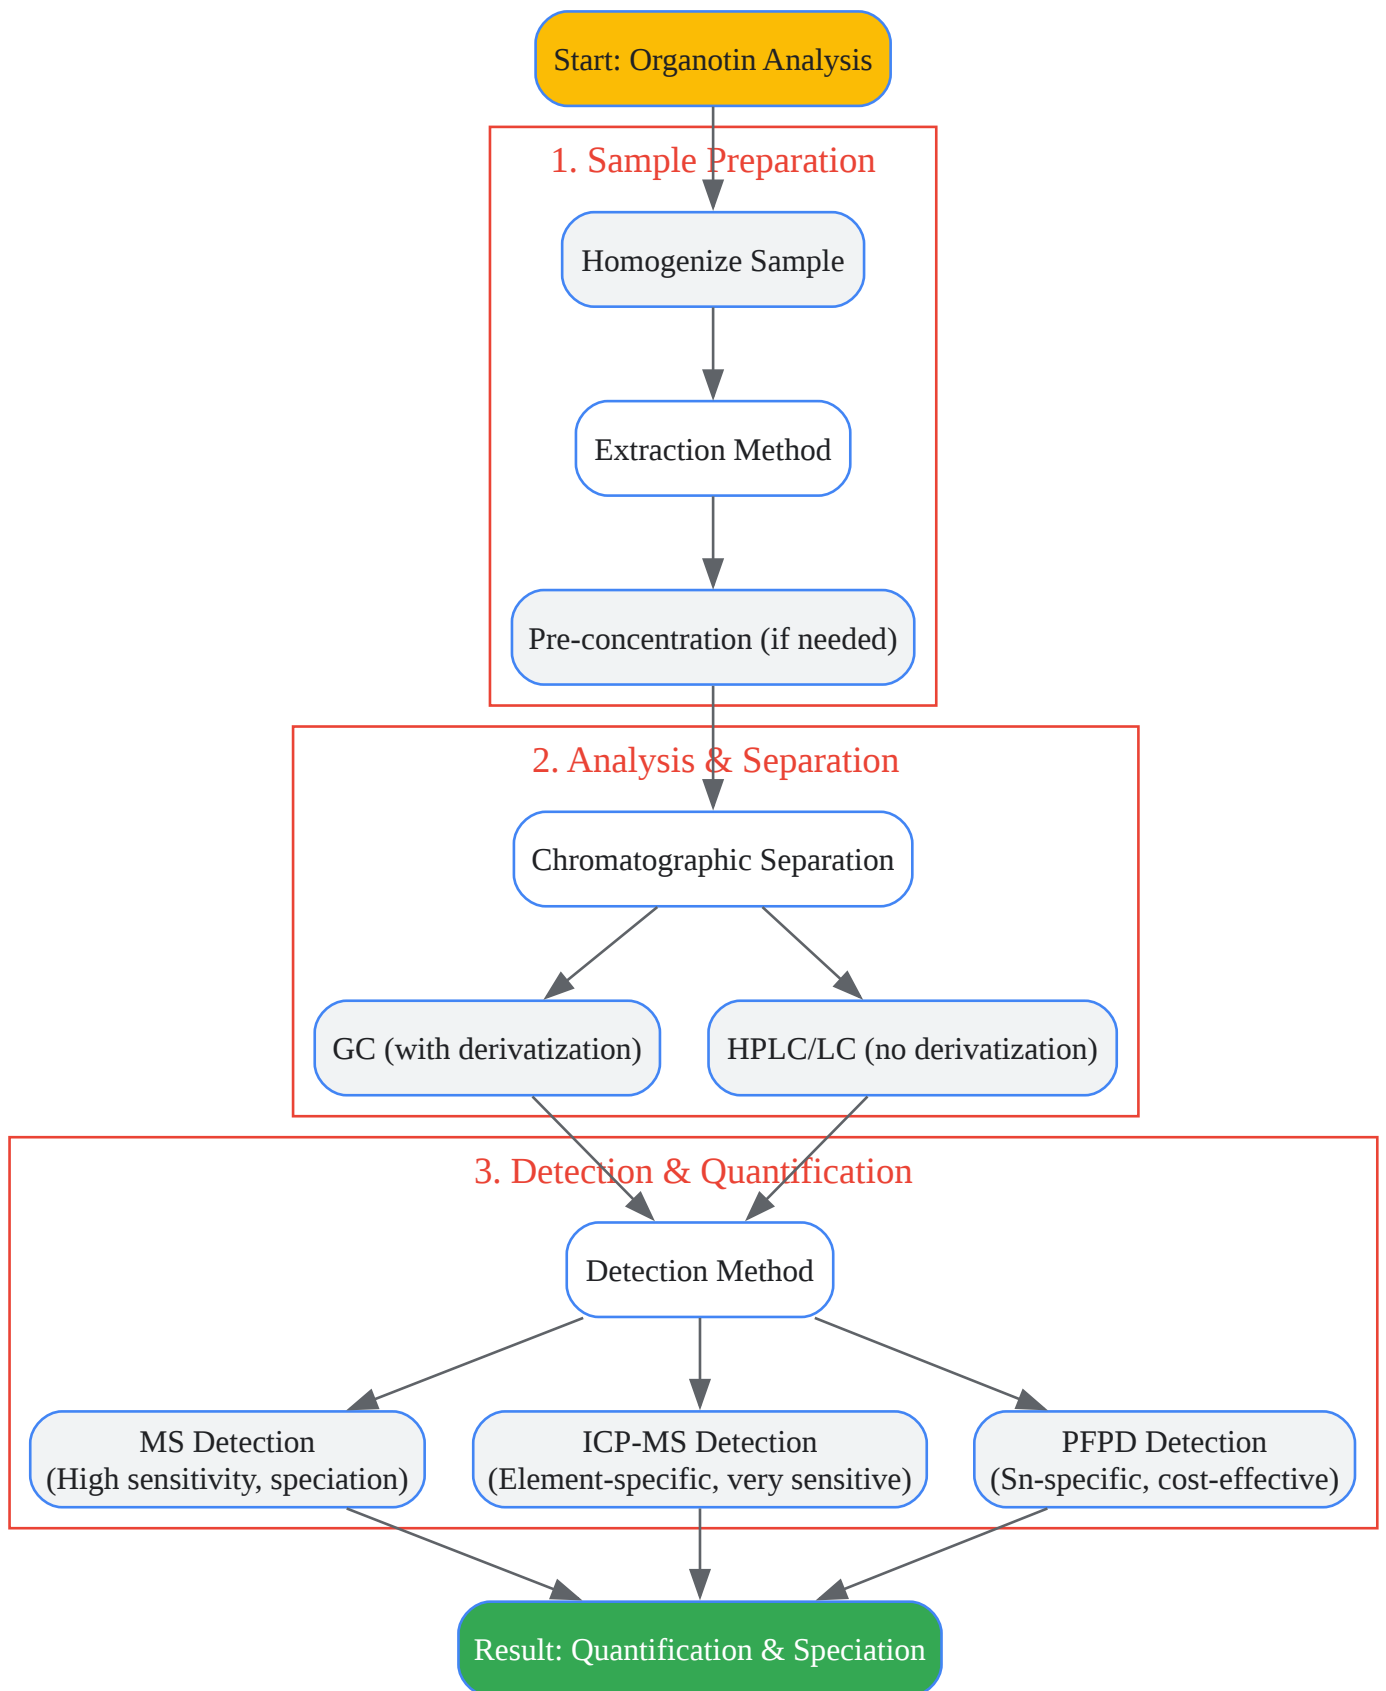 Start: Organotin Analysis
1. Sample Preparation
Homogenize Sample
Extraction Method
Pre-concentration (if needed)
2. Analysis & Separation
Chromatographic Separation
GC (with derivatization)
HPLC/LC (no derivatization)
3. Detection & Quantification
Detection Method
MS Detection
(High sensitivity, speciation)
ICP-MS Detection
(Element-specific, very sensitive)
PFPD Detection
(Sn-specific, cost-effective)
Result: Quantification & Speciation